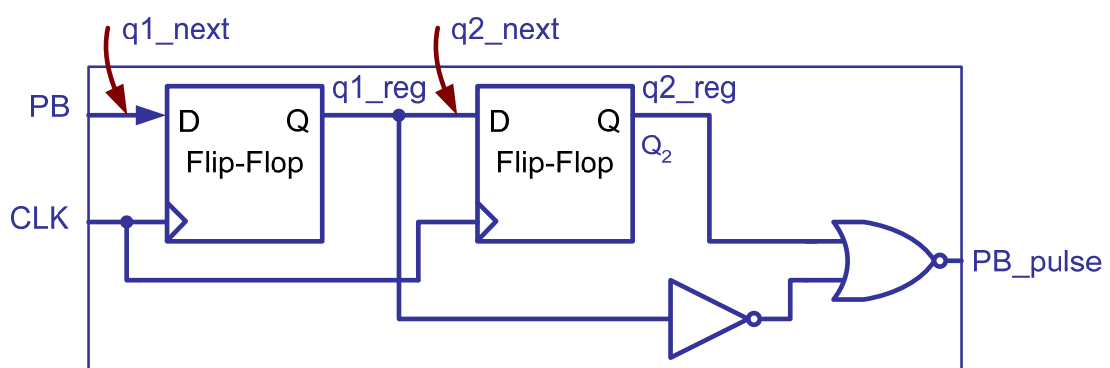 q1_next
q2_next
PB
q1_reg
q2_reg
D
Q
D
Q
Flip-Flop
Flip-Flop
Q2
CLK
PB_pulse